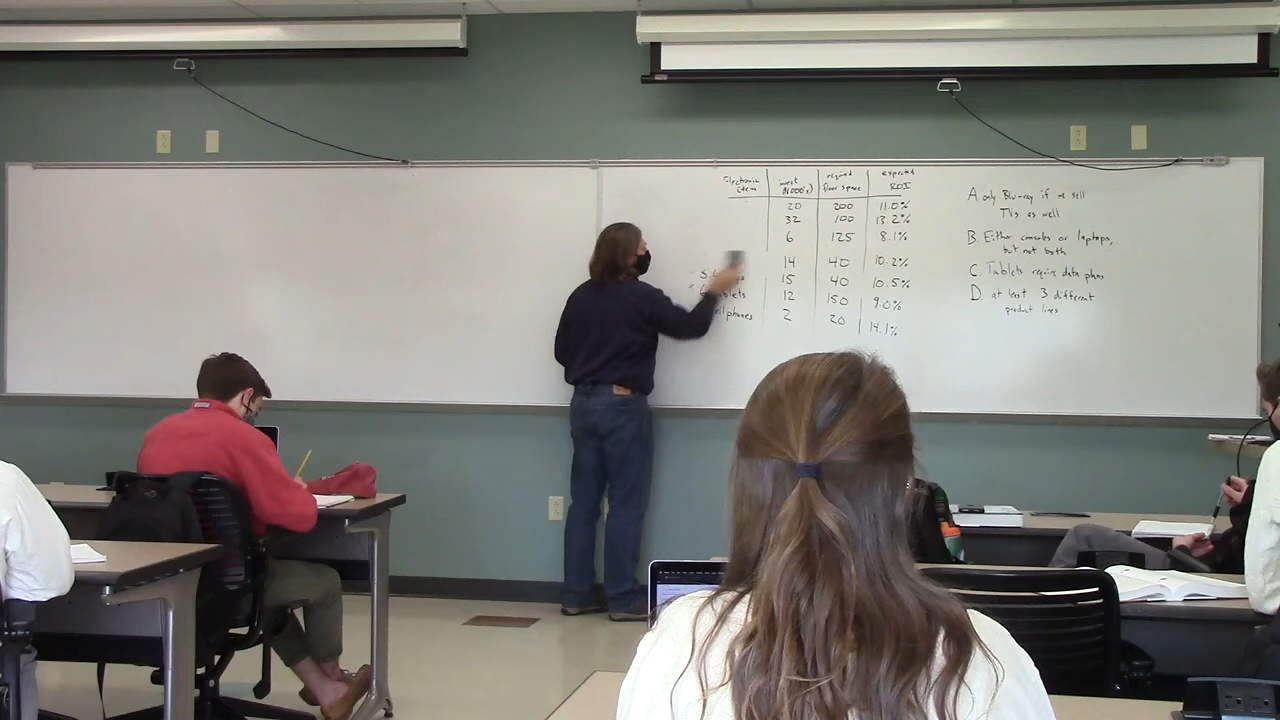 Electronic invest required expected
item ($1000's) floor space ROI
20 200 11.0%
32 100 13.2%
6 125 8.1%
14 40 10.2%
15 40 10.5%
12 150 9.0%
phones 2 20 14.1%
A. only Blu-ray if we sell
TVs as well
B. Either consoles or laptops,
but not both
C. Tablets require data plans
D. at least 3 different
product lines